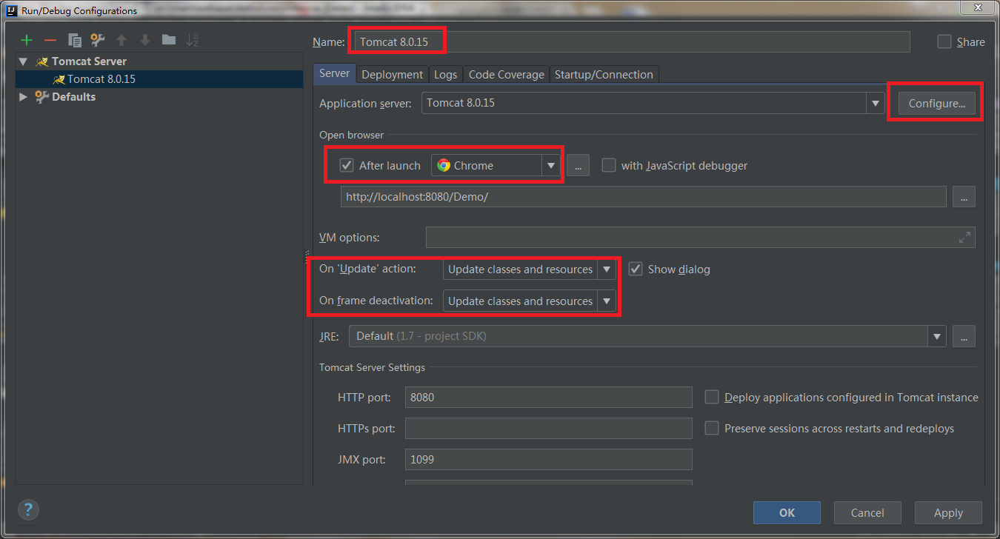 Run/Debug Configurations
Name: Tomcat 8.0.15 Share
Tomcat Server
Tomcat 8.0.15
Defaults
Server Deployment Logs Code Coverage Startup/Connection
Application server: Tomcat 8.0.15 Configure...
Open browser
After launch Chrome ... with JavaScript debugger
http://localhost:8080/Demo/ ...
VM options:
On 'Update' action: Update classes and resources Show dialog
On frame deactivation: Update classes and resources
JRE: Default (1.7 - project SDK) ...
Tomcat Server Settings
HTTP port: 8080 Deploy applications configured in Tomcat instance
HTTPs port: Preserve sessions across restarts and redeploys
JMX port: 1099
? OK Cancel Apply